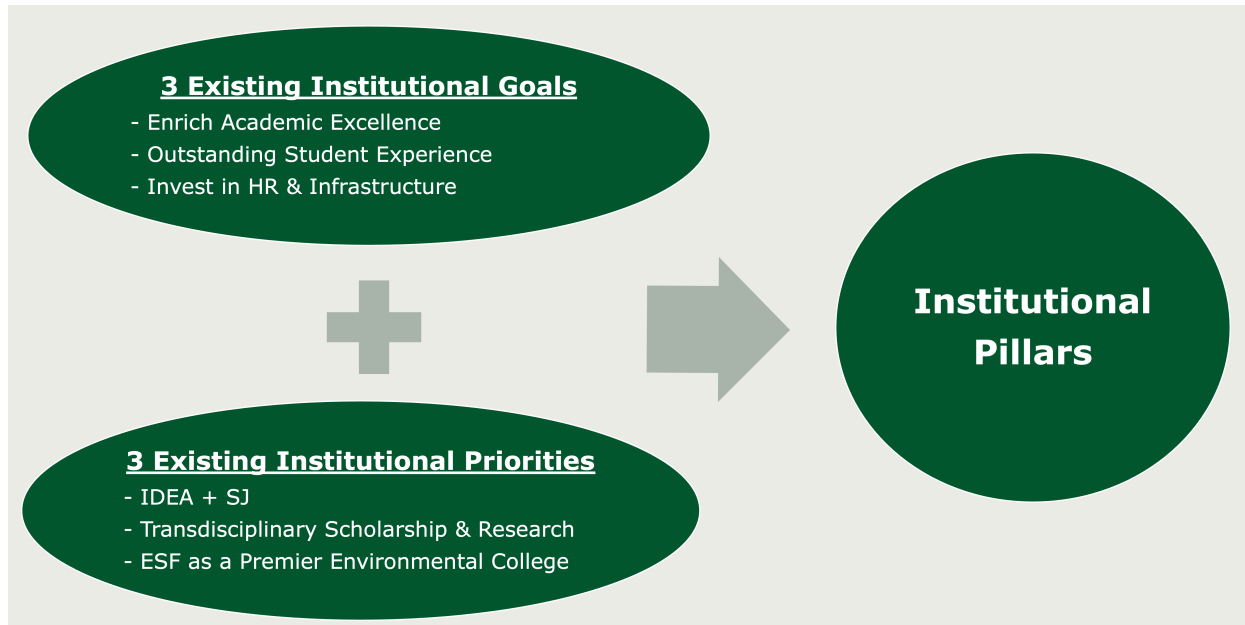 3 Existing Institutional Goals
- Enrich Academic Excellence
- Outstanding Student Experience
- Invest in HR & Infrastructure
3 Existing Institutional Priorities
- IDEA + SJ
- Transdisciplinary Scholarship & Research
- ESF as a Premier Environmental College
Institutional
Pillars